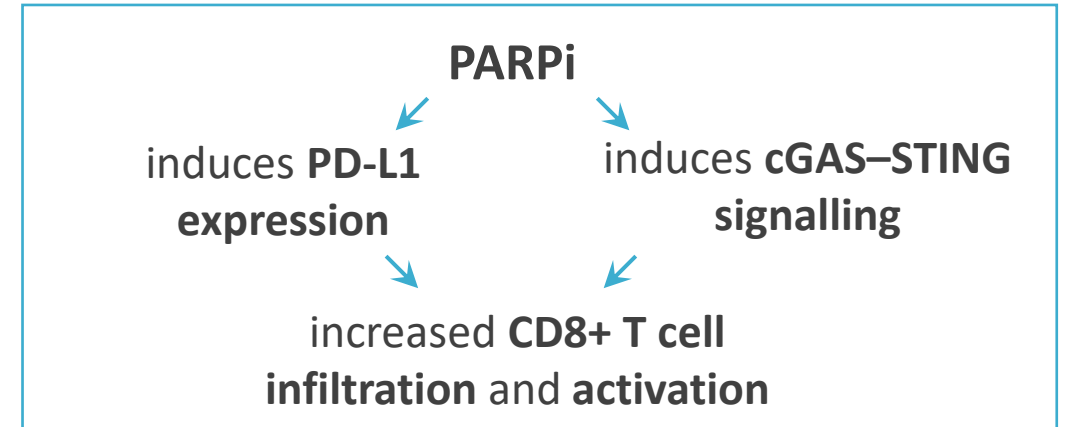 PARPi
induces PD-L1
expression
induces cGAS–STING
signalling
increased CD8+ T cell
infiltration and activation